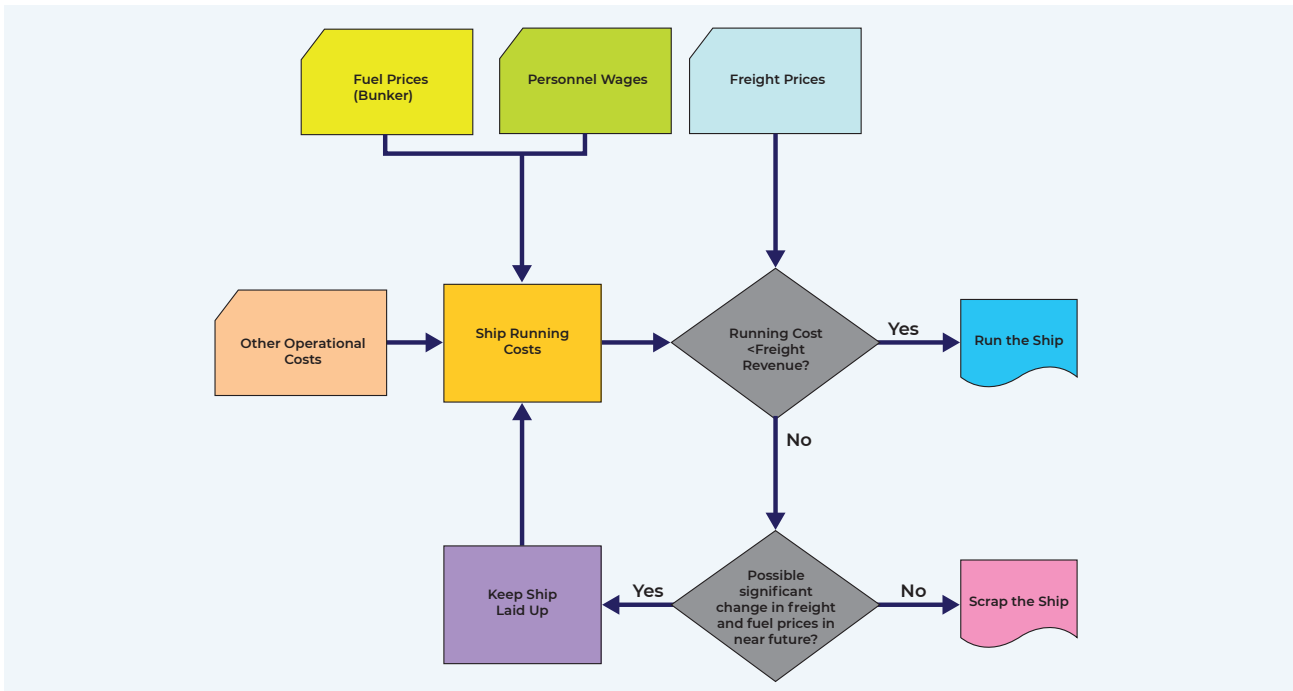 Fuel Prices
(Bunker)
Personnel Wages
Freight Prices
Other Operational
Costs
Ship Running
Costs
Running Cost
<Freight
Revenue?
Yes
Run the Ship
No
Keep Ship
Laid Up
Yes
Possible
significant
change in freight
and fuel prices in
near future?
No
Scrap the Ship